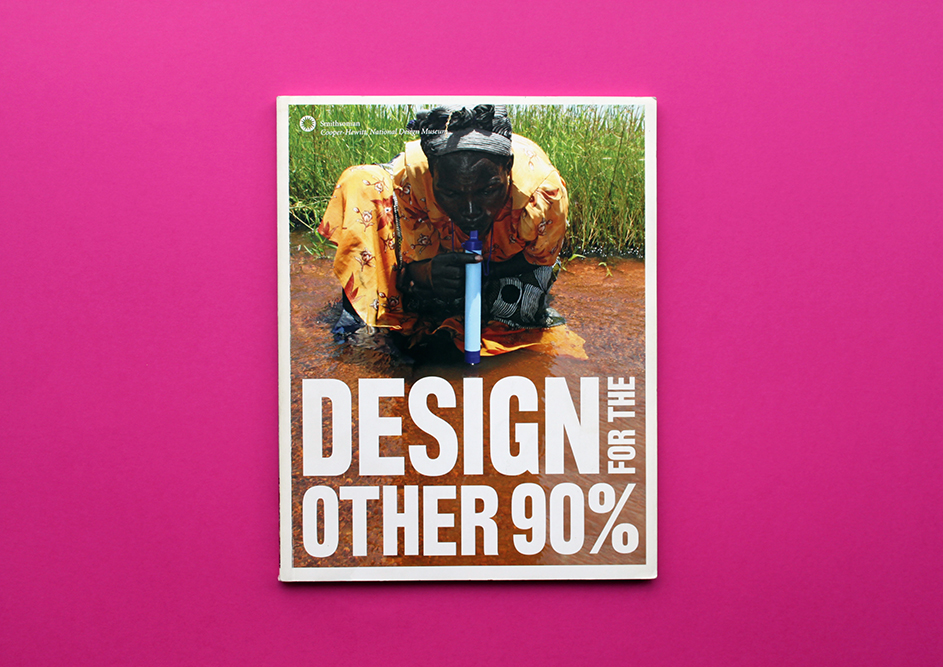 Smithsonian
Cooper-Hewitt, National Design Museum
DESIGN
FOR THE
OTHER 90%